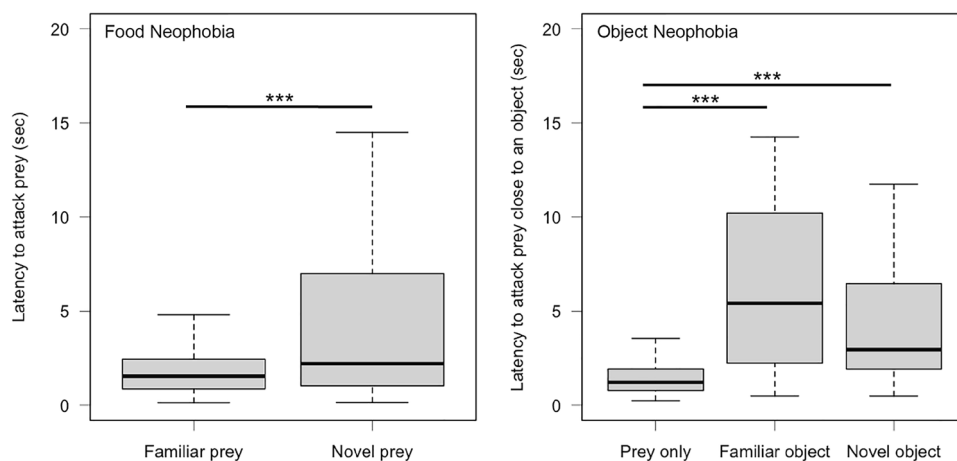 Food Neophobia
Latency to attack prey (sec)
20
15
10
5
0
***
Familiar prey
Novel prey
Object Neophobia
Latency to attack prey close to an object (sec)
20
15
10
5
0
***
***
Prey only
Familiar object
Novel object